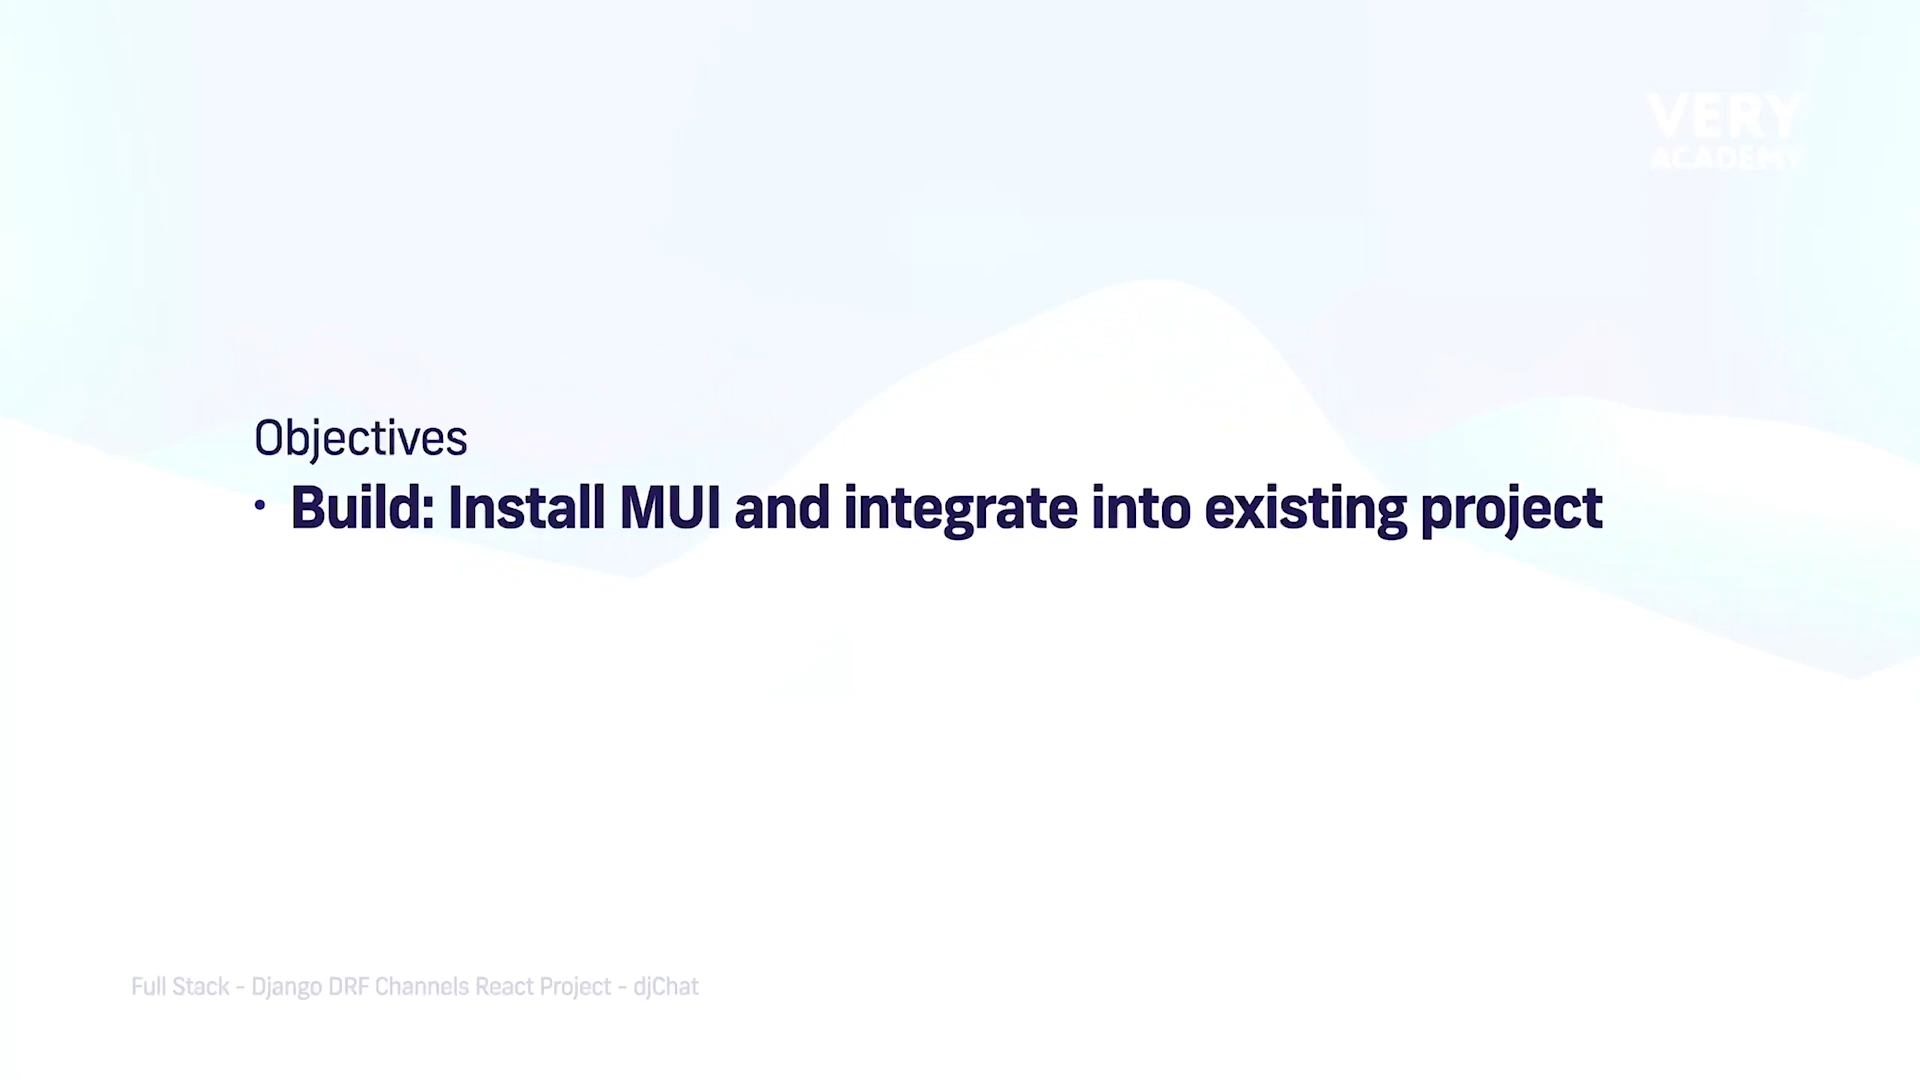 VERY
ACADEMY
Objectives
• Build: Install MUI and integrate into existing project
Full Stack - Django DRF Channels React Project - djChat